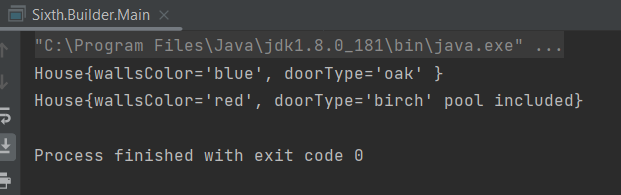 Sixth.Builder.Main
"C:\Program Files\Java\jdk1.8.0_181\bin\java.exe" ...
House{wallsColor='blue', doorType='oak' }
House{wallsColor='red', doorType='birch' pool included}
Process finished with exit code 0